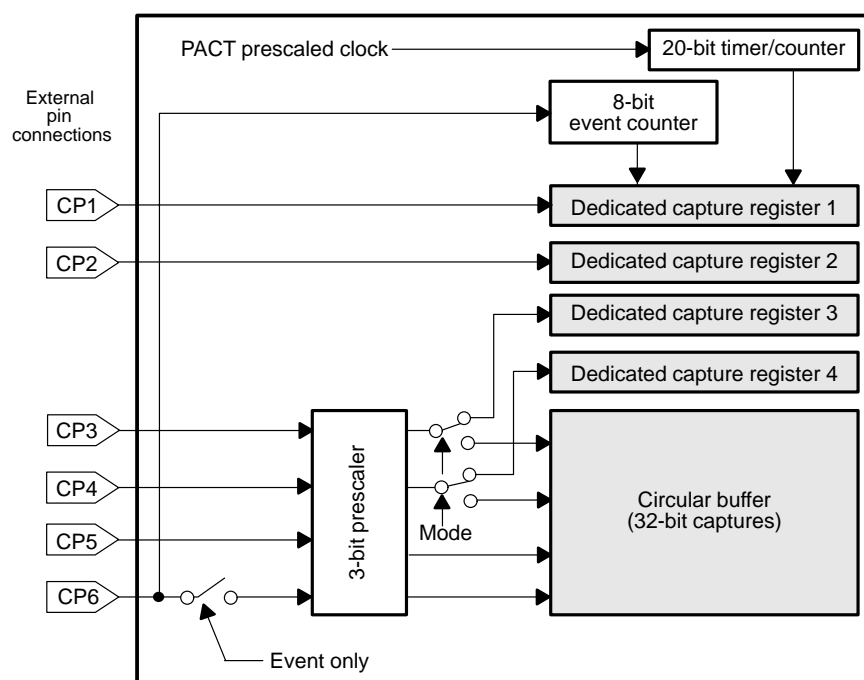 PACT prescaled clock
20-bit timer/counter
External
pin
connections
8-bit
event counter
CP1
Dedicated capture register 1
CP2
Dedicated capture register 2
Dedicated capture register 3
Dedicated capture register 4
CP3
CP4
CP5
CP6
3-bit prescaler
Mode
Circular buffer
(32-bit captures)
Event only